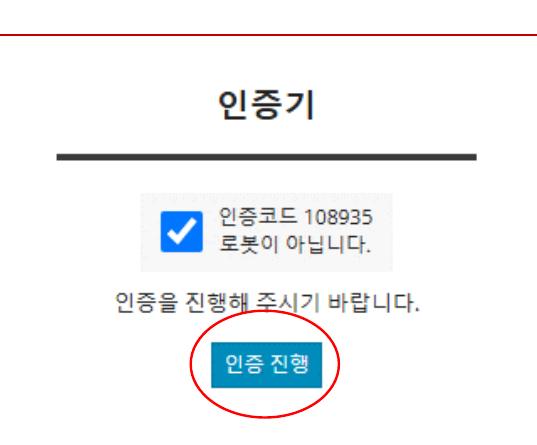 인증기
인증코드 108935
로봇이 아닙니다.
인증을 진행해 주시기 바랍니다.
인증 진행